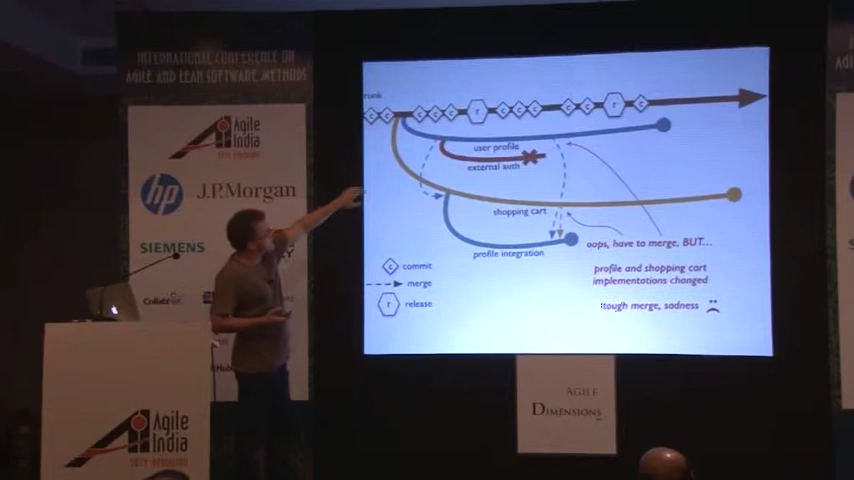 INTERNATIONAL CONFERENCE ON
AGILE AND LEAN SOFTWARE METHODS
Agile
India
hp
J.P.Morgan
SIEMENS
trunk
c c c c c r c c c c c r c
user profile
external auth
shopping cart
profile integration
oops, have to merge, BUT...
profile and shopping cart
implementations changed
tough merge, sadness
c commit
merge
r release
AGILE
DIMENSIONS
Agile
India